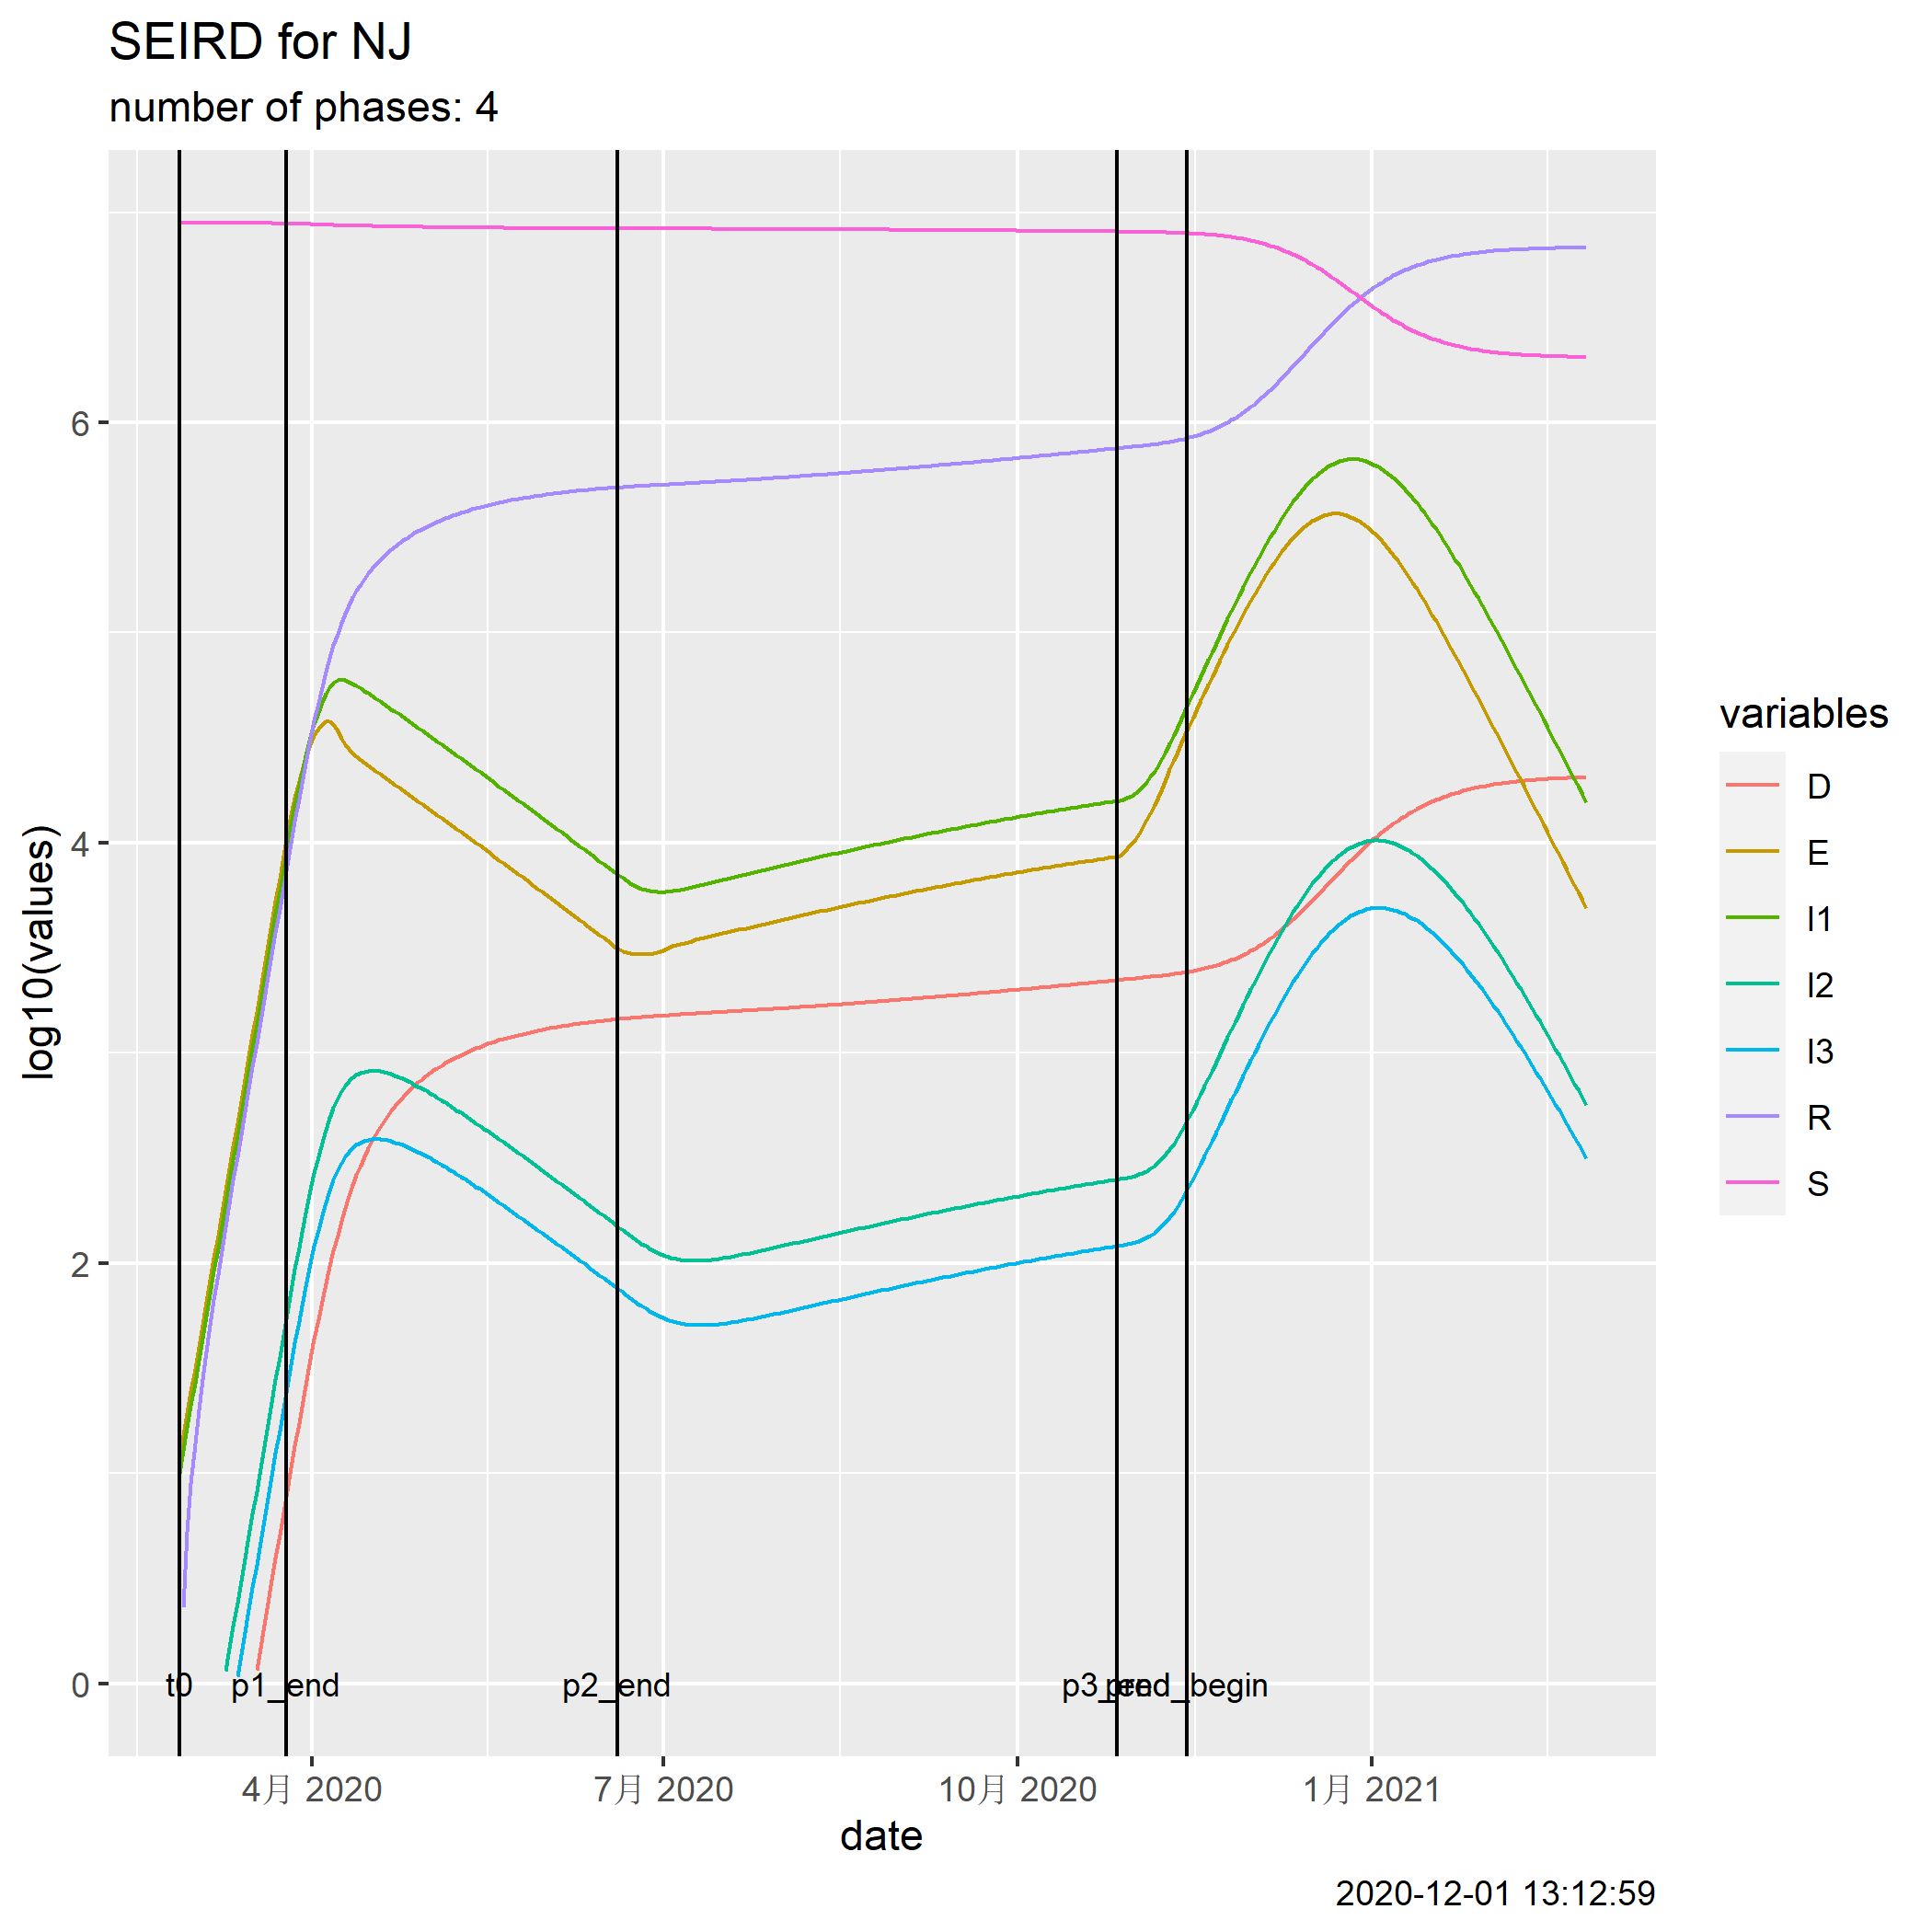 SEIRD for NJ
number of phases: 4
log10(values)
6
4
2
0
t0
p1_end
p2_end
p3_end
pred_begin
4月 2020
7月 2020
10月 2020
1月 2021
date
variables
D
E
I1
I2
I3
R
S
2020-12-01 13:12:59